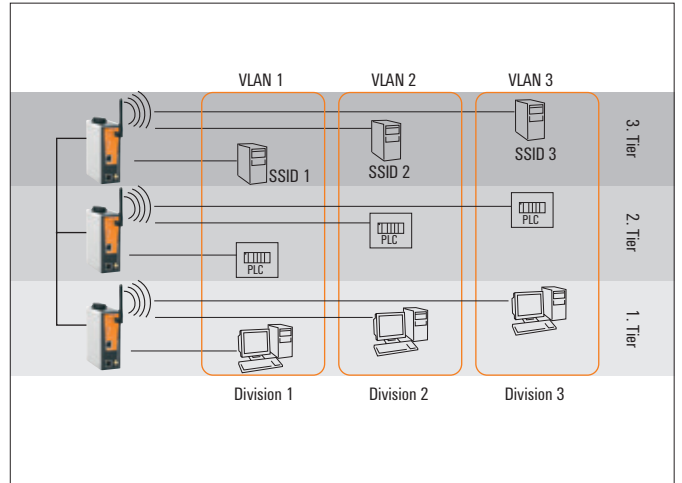 VLAN 1 VLAN 2 VLAN 3
3. Tier
SSID 1
SSID 2
SSID 3
2. Tier
PLC
PLC
PLC
1. Tier
Division 1 Division 2 Division 3